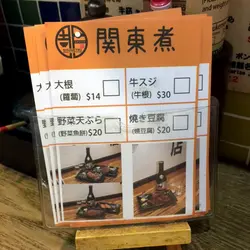 関東煮
大根
(蘿蔔) $14
牛スジ
(牛根) $30
野菜天ぷら
(野菜魚餅) $20
焼き豆腐
(燒豆腐) $20
店